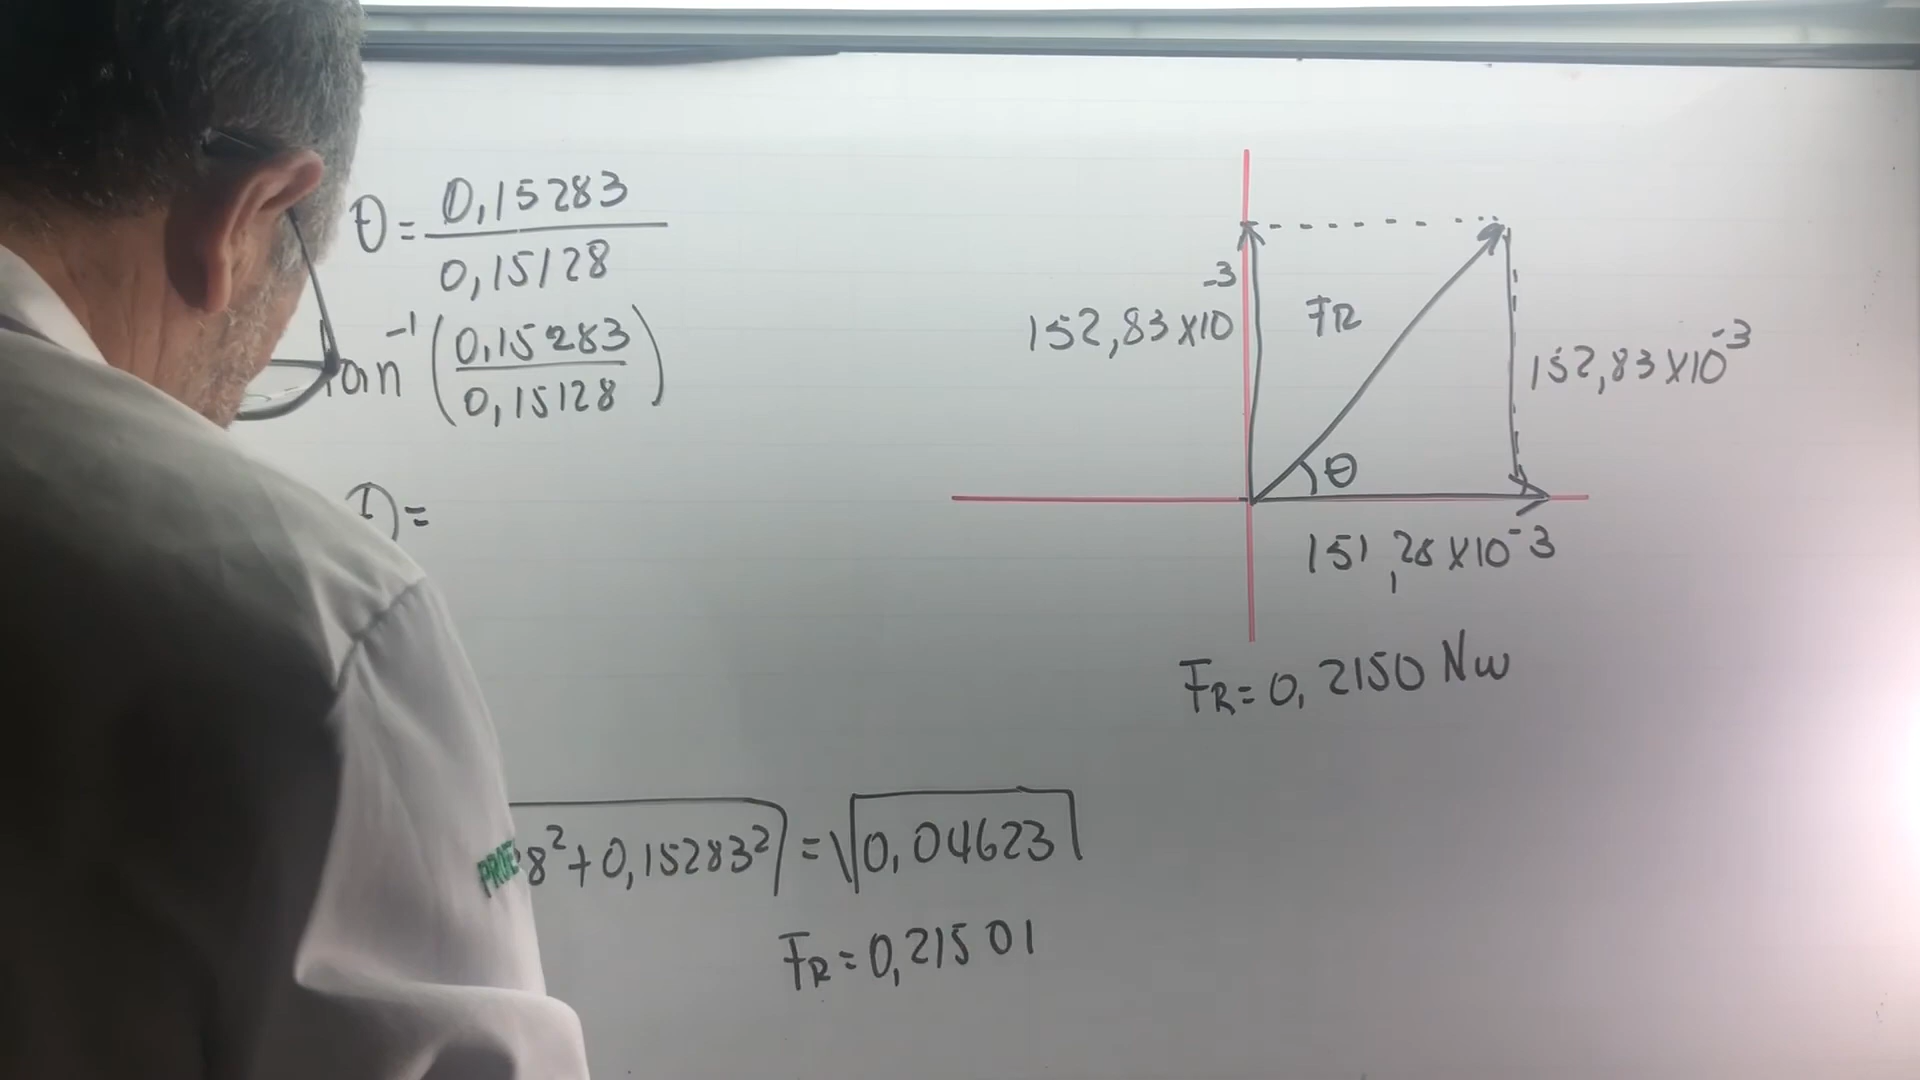 θ = 0,15283 / 0,15128
tan⁻¹ (0,15283 / 0,15128)
θ =
8² + 0,15283² = √0,04623
FR = 0,21501
152,83 x10⁻³
FR
θ
152,83 x10⁻³
151,28 x10⁻³
FR = 0,2150 Nw